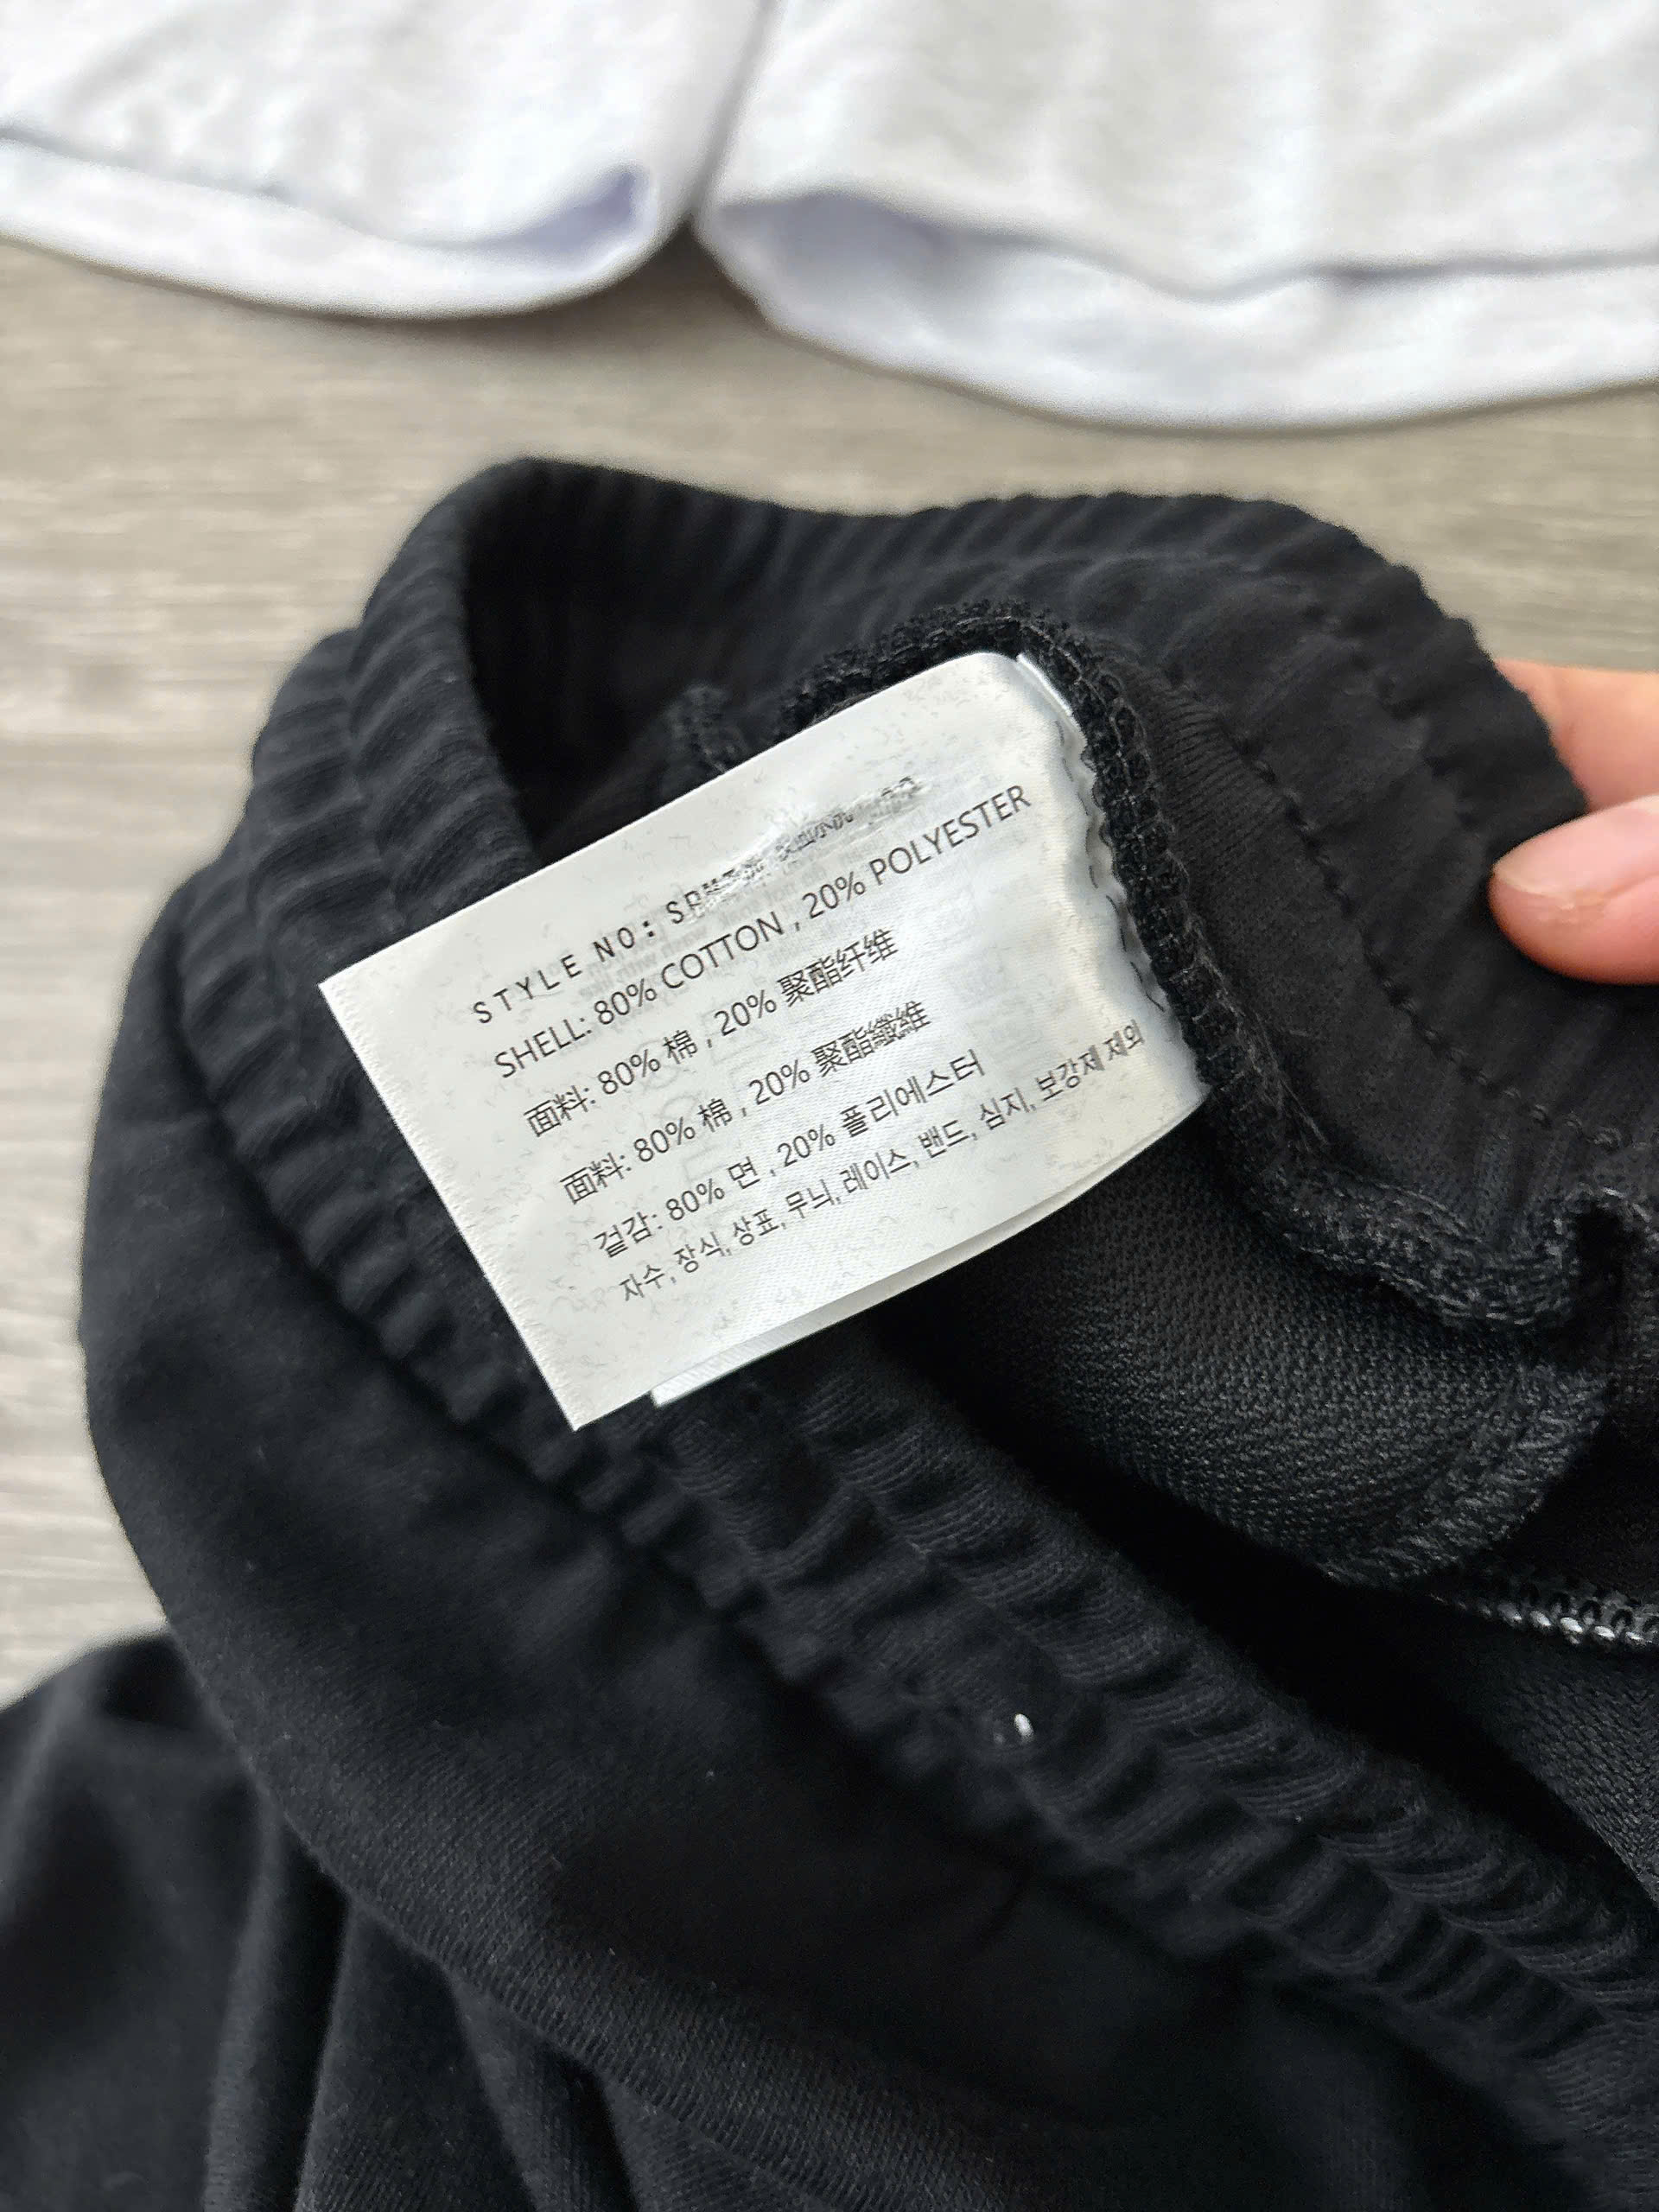 STYLE NO:
SHELL: 80% COTTON , 20% POLYESTER
面料: 80% 棉 , 20% 聚酯纤维
面料: 80% 棉 , 20% 聚酯纖維
겉감: 80% 면 , 20% 폴리에스터
자수, 장식, 상표, 무늬, 레이스, 밴드, 심지, 보강제 제외